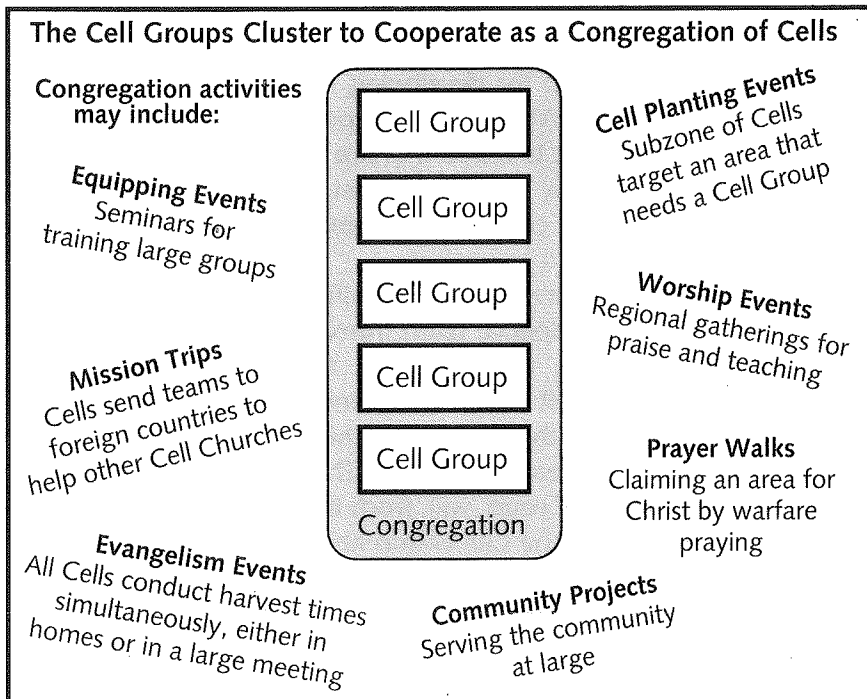 The Cell Groups Cluster to Cooperate as a Congregation of Cells
Congregation activities
may include:
Equipping Events
Seminars for
training large groups
Mission Trips
Cells send teams to
foreign countries to
help other Cell Churches
Evangelism Events
All Cells conduct harvest times
simultaneously, either in
homes or in a large meeting
Cell Group
Cell Group
Cell Group
Cell Group
Cell Group
Congregation
Cell Planting Events
Subzone of Cells
target an area that
needs a Cell Group
Worship Events
Regional gatherings for
praise and teaching
Prayer Walks
Claiming an area for
Christ by warfare
praying
Community Projects
Serving the community
at large